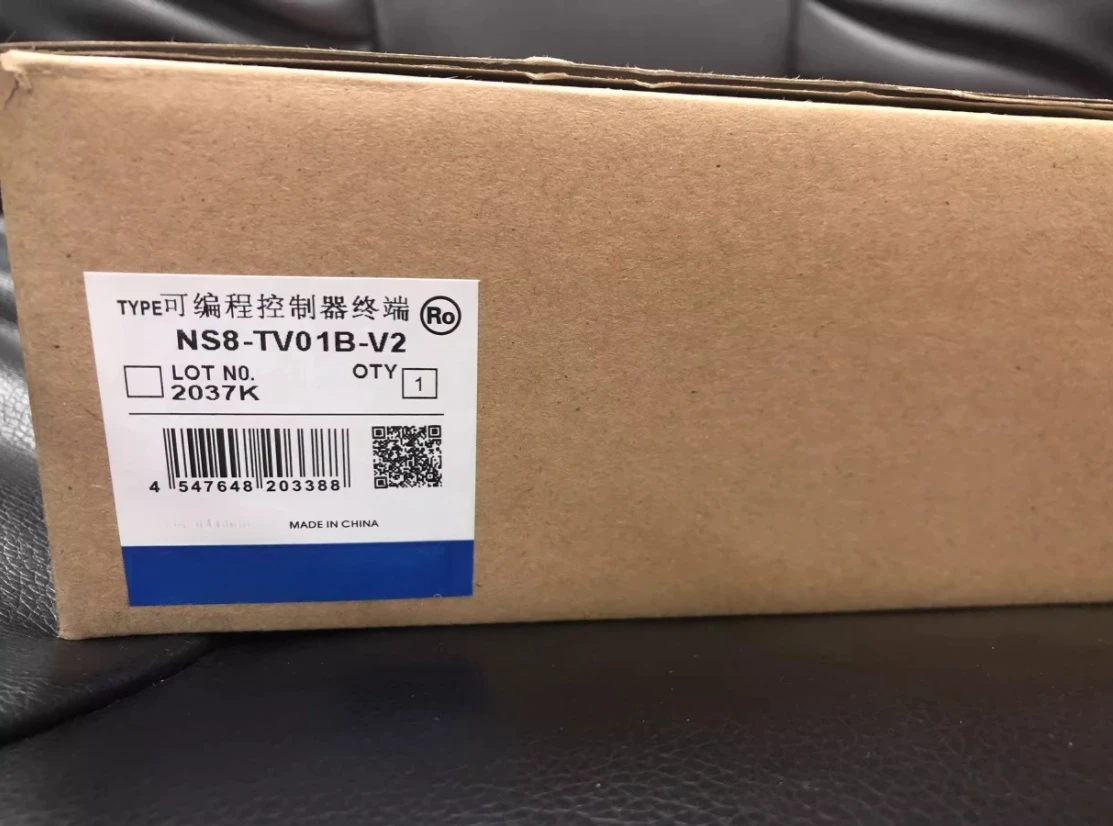 TYPE可编程控制器终端 Ro
NS8-TV01B-V2
LOT N0. OTY
2037K 1
4 547648 203388
MADE IN CHINA